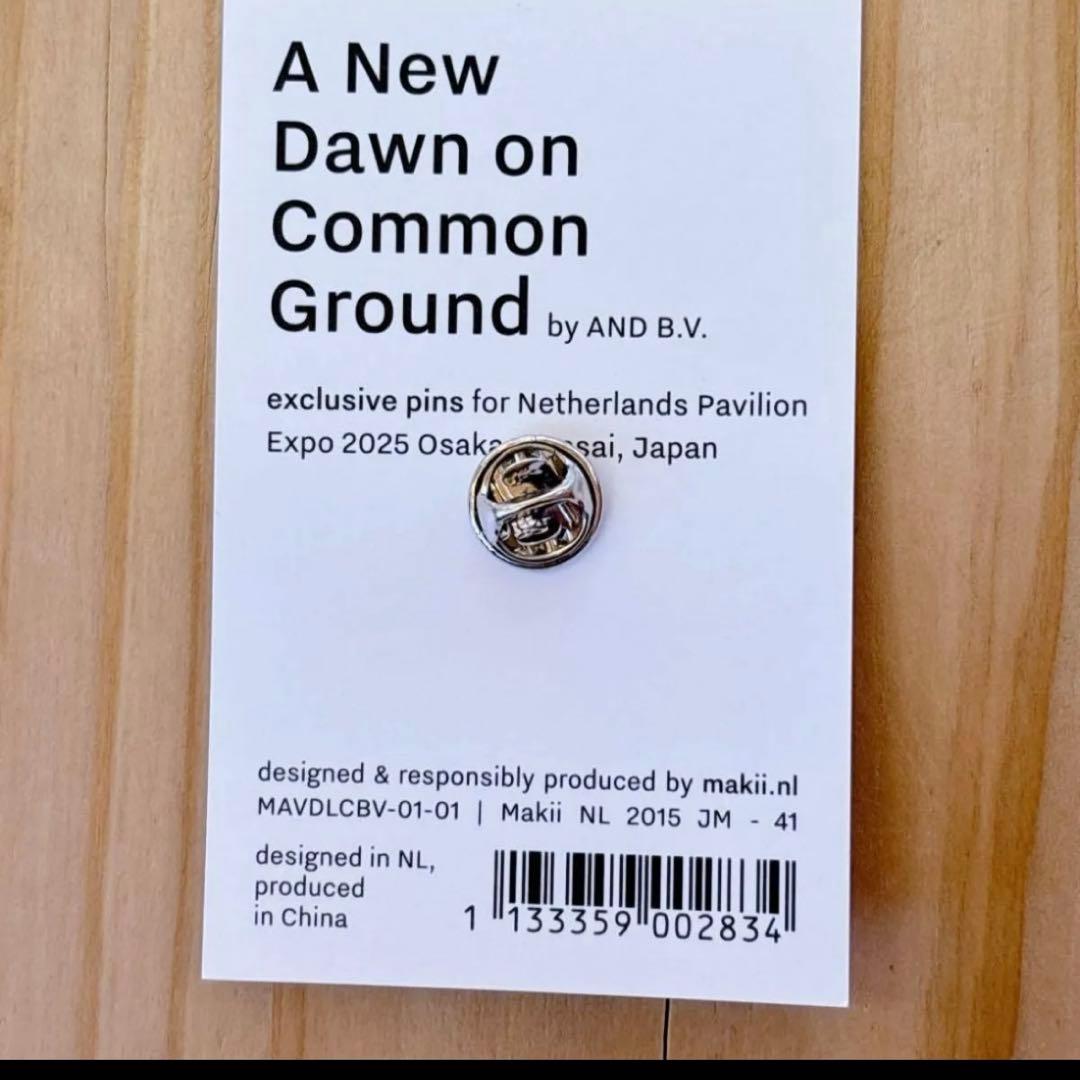 A New
Dawn on
Common
Ground by AND B.V.
exclusive pins for Netherlands Pavilion
Expo 2025 Osaka, Japan
designed & responsibly produced by makii.nl
MAVDLCBV-01-01 | Makii NL 2015 JM - 41
designed in NL,
produced
in China
1 133359 002834